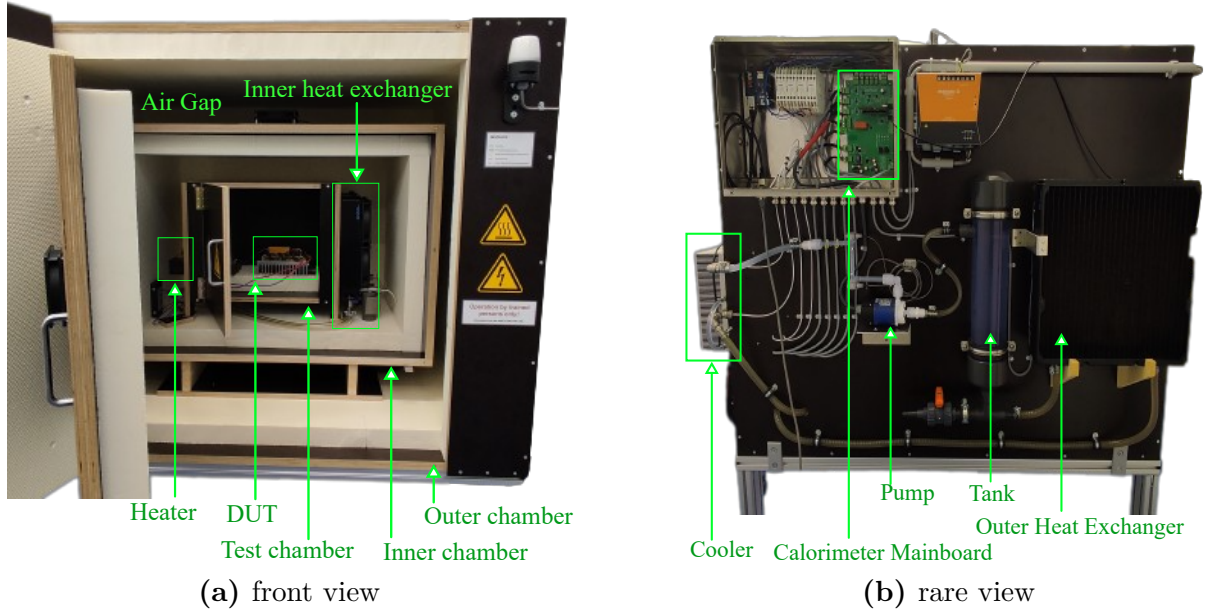 Air Gap
Inner heat exchanger
Operation by trained
persons only!
Heater
DUT
Test chamber
Inner chamber
Outer chamber
(a) front view
Cooler
Calorimeter Mainboard
Pump
Tank
Outer Heat Exchanger
(b) rare view